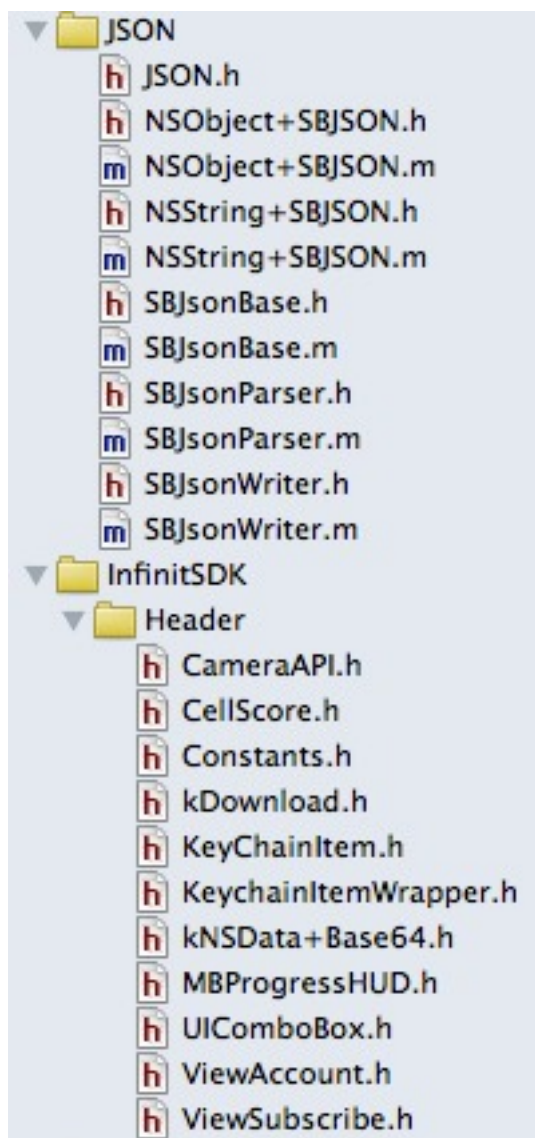 JSON
h JSON.h
h NSObject+SBJSON.h
m NSObject+SBJSON.m
h NSString+SBJSON.h
m NSString+SBJSON.m
h SBJsonBase.h
m SBJsonBase.m
h SBJsonParser.h
m SBJsonParser.m
h SBJsonWriter.h
m SBJsonWriter.m
InfinitSDK
Header
h CameraAPI.h
h CellScore.h
h Constants.h
h kDownload.h
h KeyChainItem.h
h KeychainItemWrapper.h
h kNSData+Base64.h
h MBProgressHUD.h
h UIComboBox.h
h ViewAccount.h
h ViewSubscribe.h